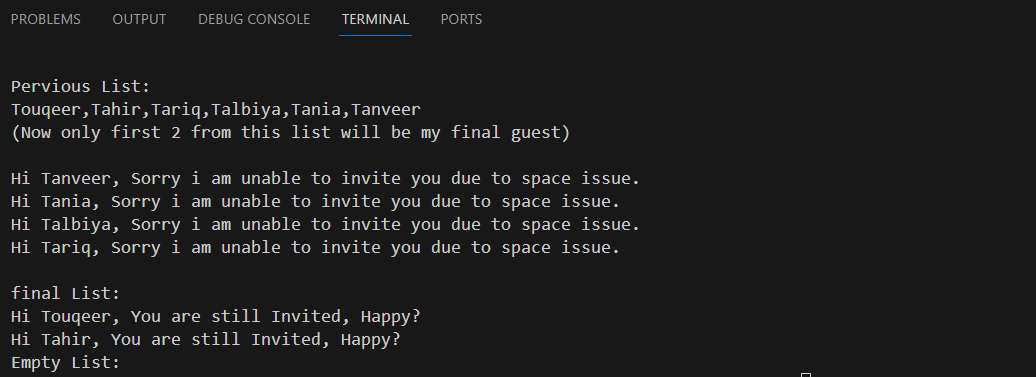 PROBLEMS OUTPUT DEBUG CONSOLE TERMINAL PORTS
Pervious List:
Touqeer,Tahir,Tariq,Talbiya,Tania,Tanveer
(Now only first 2 from this list will be my final guest)
Hi Tanveer, Sorry i am unable to invite you due to space issue.
Hi Tania, Sorry i am unable to invite you due to space issue.
Hi Talbiya, Sorry i am unable to invite you due to space issue.
Hi Tariq, Sorry i am unable to invite you due to space issue.
final List:
Hi Touqeer, You are still Invited, Happy?
Hi Tahir, You are still Invited, Happy?
Empty List: